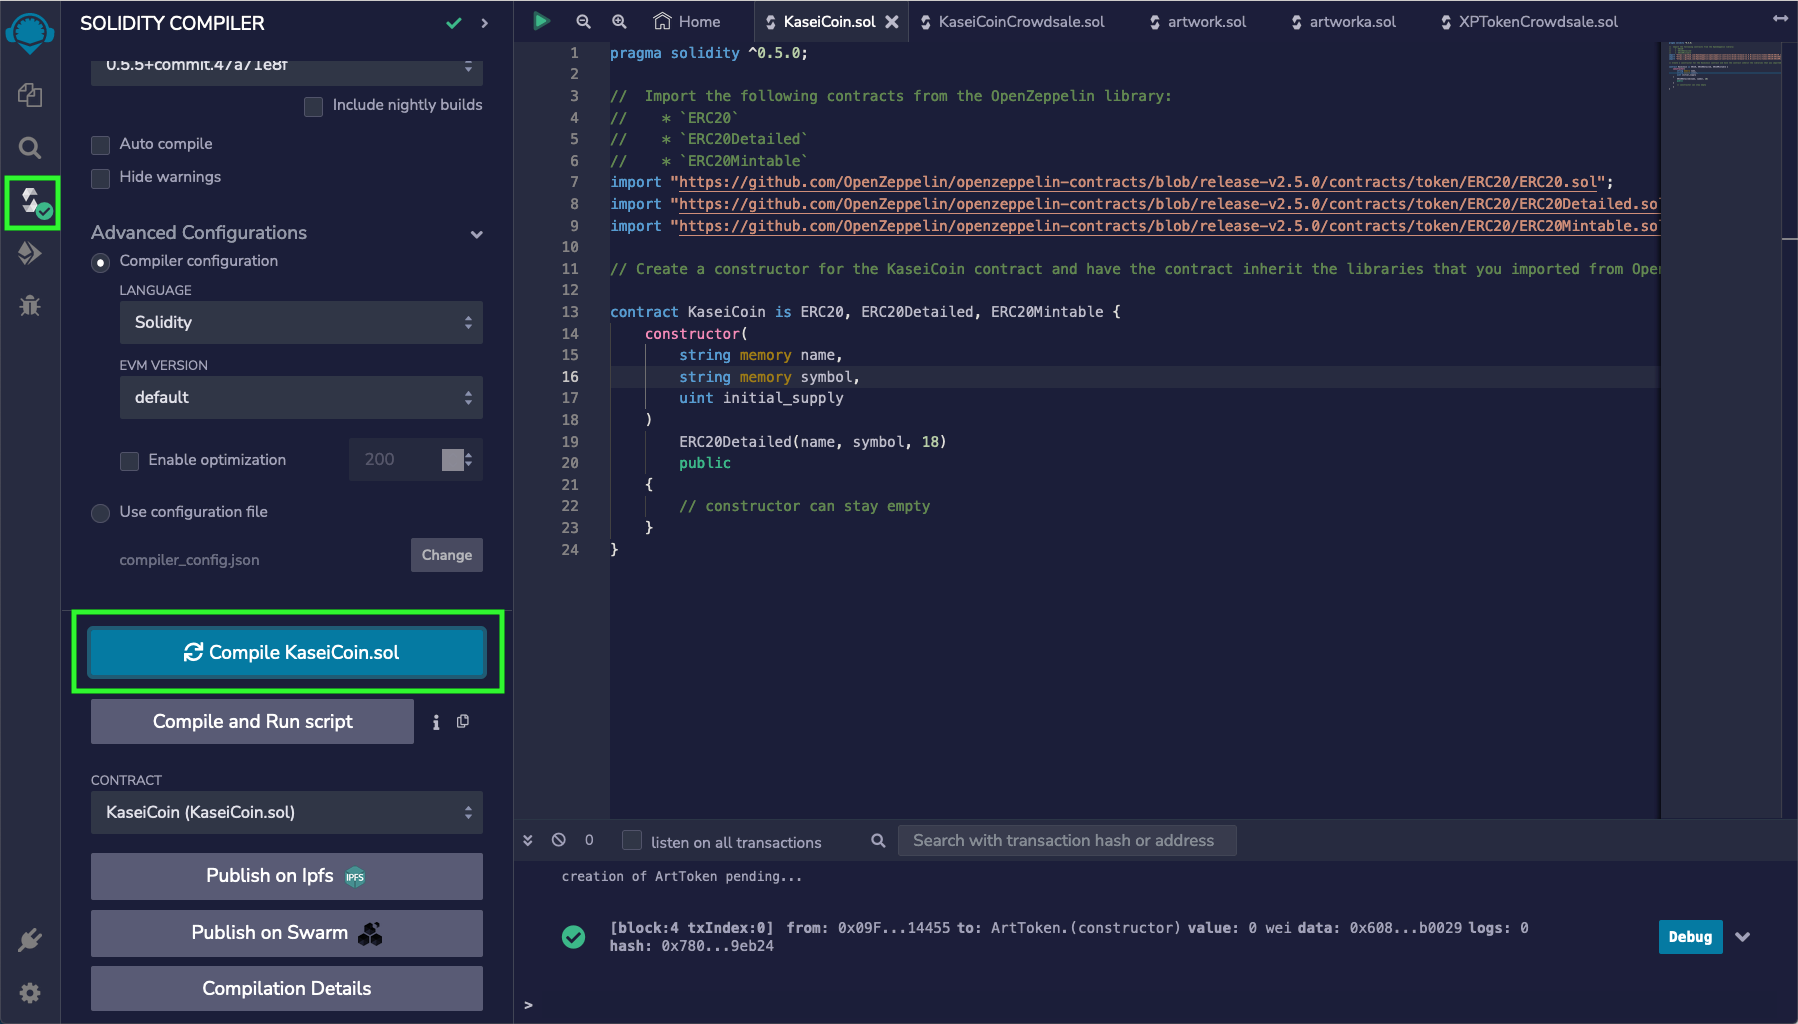 SOLIDITY COMPILER
0.5.5+commit.47a71e8f
Include nightly builds
Auto compile
Hide warnings
Advanced Configurations
Compiler configuration
LANGUAGE
Solidity
EVM VERSION
default
Enable optimization
200
Use configuration file
compiler_config.json
Change
Compile KaseiCoin.sol
Compile and Run script
CONTRACT
KaseiCoin (KaseiCoin.sol)
Publish on Ipfs
IPFS
Publish on Swarm
Compilation Details
Home
KaseiCoin.sol
KaseiCoinCrowdsale.sol
artwork.sol
artworka.sol
XPTokenCrowdsale.sol
1 pragma solidity ^0.5.0;
2
3 //  Import the following contracts from the OpenZeppelin library:
4 //    * `ERC20`
5 //    * `ERC20Detailed`
6 //    * `ERC20Mintable`
7 import "https://github.com/OpenZeppelin/openzeppelin-contracts/blob/release-v2.5.0/contracts/token/ERC20/ERC20.sol";
8 import "https://github.com/OpenZeppelin/openzeppelin-contracts/blob/release-v2.5.0/contracts/token/ERC20/ERC20Detailed.so
9 import "https://github.com/OpenZeppelin/openzeppelin-contracts/blob/release-v2.5.0/contracts/token/ERC20/ERC20Mintable.so
10
11 // Create a constructor for the KaseiCoin contract and have the contract inherit the libraries that you imported from Ope
12
13 contract KaseiCoin is ERC20, ERC20Detailed, ERC20Mintable {
14     constructor(
15         string memory name,
16         string memory symbol,
17         uint initial_supply
18     )
19         ERC20Detailed(name, symbol, 18)
20         public
21     {
22         // constructor can stay empty
23     }
24 }
0
listen on all transactions
Search with transaction hash or address
creation of ArtToken pending...
[block:4 txIndex:0] from: 0x09F...14455 to: ArtToken.(constructor) value: 0 wei data: 0x608...b0029 logs: 0
hash: 0x780...9eb24
Debug
>